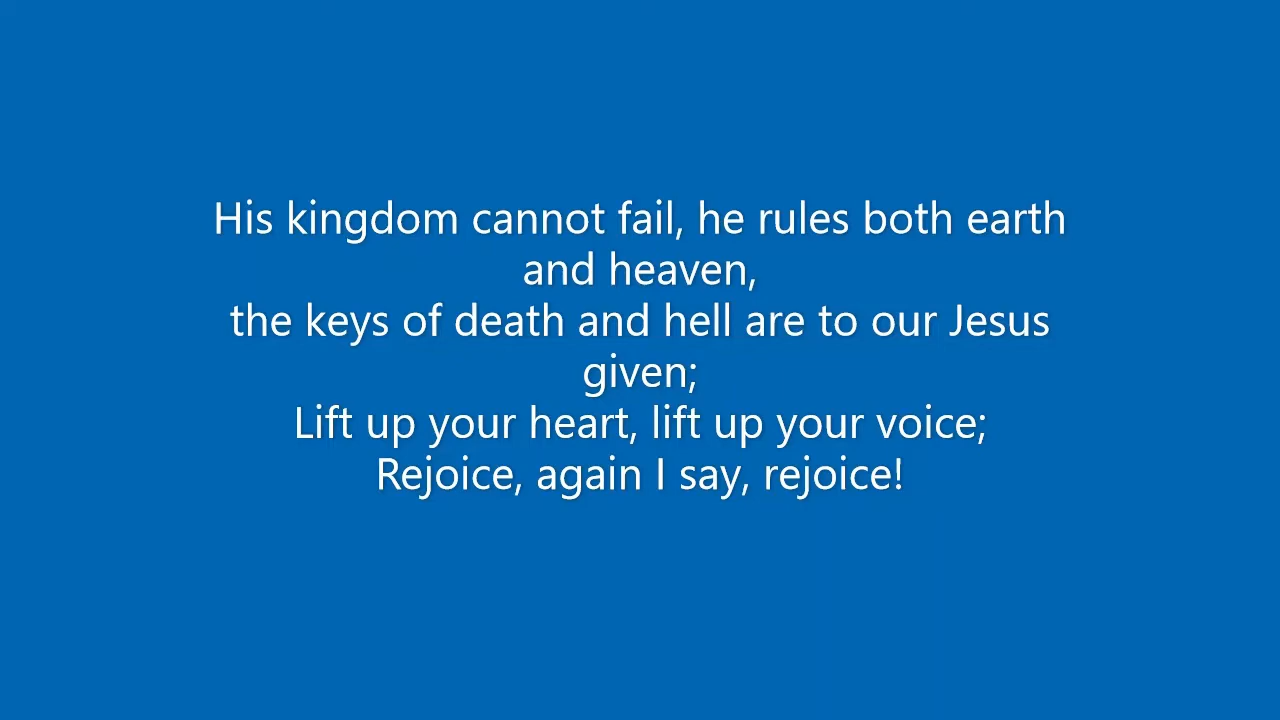 His kingdom cannot fail, he rules both earth
and heaven,
the keys of death and hell are to our Jesus
given;
Lift up your heart, lift up your voice;
Rejoice, again I say, rejoice!